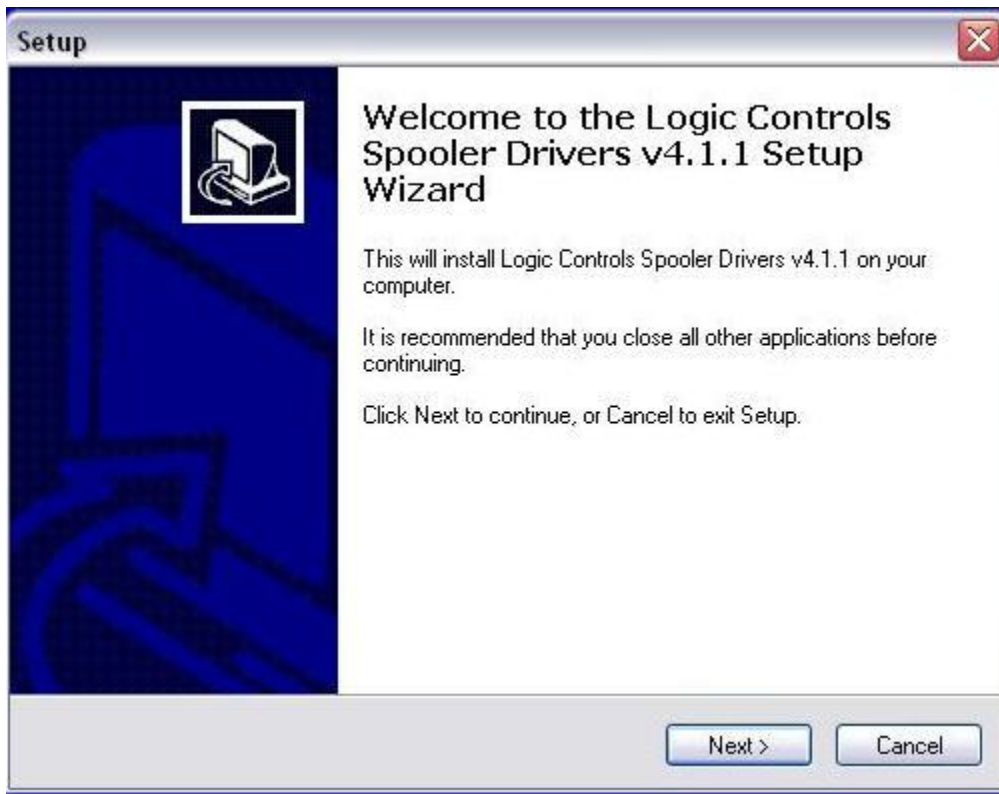 Setup
Welcome to the Logic Controls
Spooler Drivers v4.1.1 Setup
Wizard
This will install Logic Controls Spooler Drivers v4.1.1 on your
computer.
It is recommended that you close all other applications before
continuing.
Click Next to continue, or Cancel to exit Setup.
Next >
Cancel